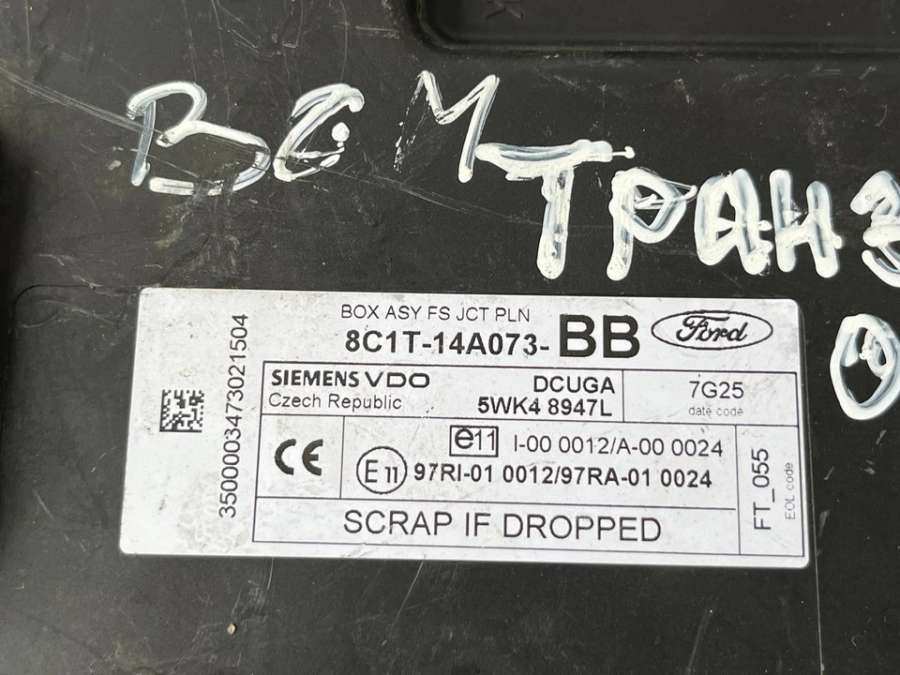 BCM
ТРАНЗ
BOX ASY FS JCT PLN
8C1T-14A073-BB Ford
SIEMENS VDO DCUGA 7G25
Czech Republic 5WK4 8947L date code
e11 I-00 0012/A-00 0024
CE E11 97RI-01 0012/97RA-01 0024
SCRAP IF DROPPED
FT_055
EOL code
3500003473021504